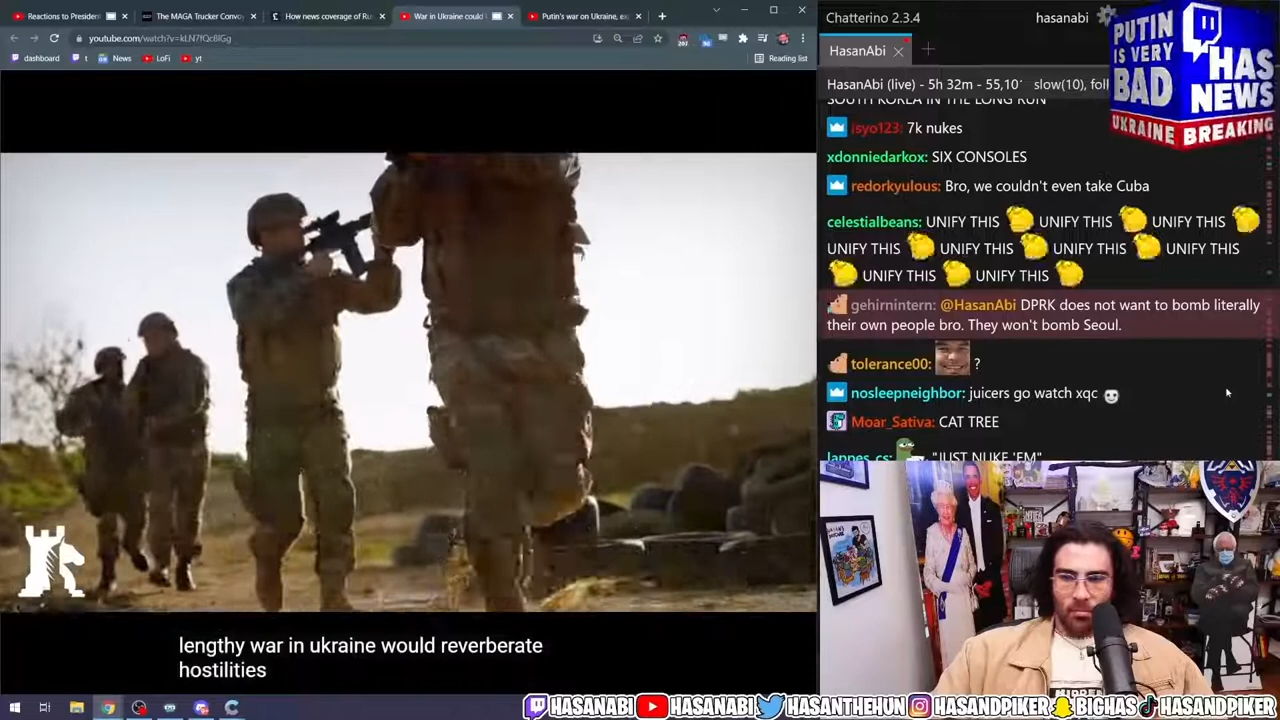 Reactions to President
The MAGA Trucker Convoy
How news coverage of Rus
War in Ukraine could
Putin's war on Ukraine, ex
youtube.com/watch?v=kLN7fQc8lGg
dashboard
t
News
LoFi
yt
Reading list
Chatterino 2.3.4
hasanabi
HasanAbi
HasanAbi (live) - 5h 32m - 55,10
slow(10), foll
PUTIN
IS VERY
BAD
HAS
NEWS
UKRAINE BREAKING
SOUTH KOREA IN THE LONG RUN
isyo123: 7k nukes
xdonniedarkox: SIX CONSOLES
redorkyulous: Bro, we couldn't even take Cuba
celestialbeans: UNIFY THIS UNIFY THIS UNIFY THIS
UNIFY THIS UNIFY THIS UNIFY THIS UNIFY THIS
UNIFY THIS UNIFY THIS
gehirnintern: @HasanAbi DPRK does not want to bomb literally
their own people bro. They won't bomb Seoul.
tolerance00: ?
nosleepneighbor: juicers go watch xqc
Moar_Sativa: CAT TREE
lappes_cs: "JUST NUKE 'EM"
lengthy war in ukraine would reverberate
hostilities
HASANABI HASANABI HASANTHEHUN HASANDPIKER BIGHAS HASANDPIKER